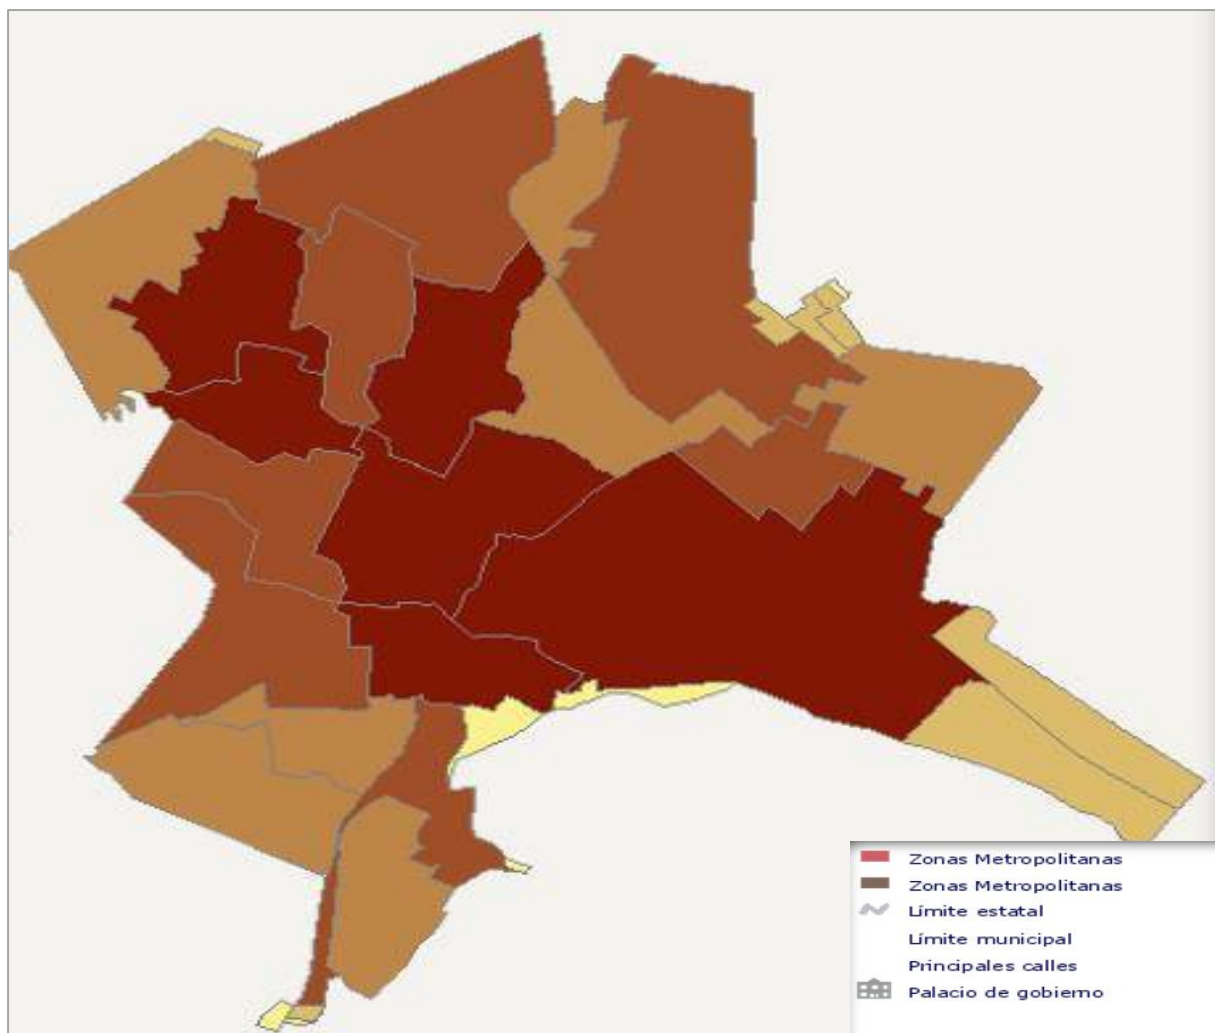 Zonas Metropolitanas
Zonas Metropolitanas
Límite estatal
Límite municipal
Principales calles
Palacio de gobierno